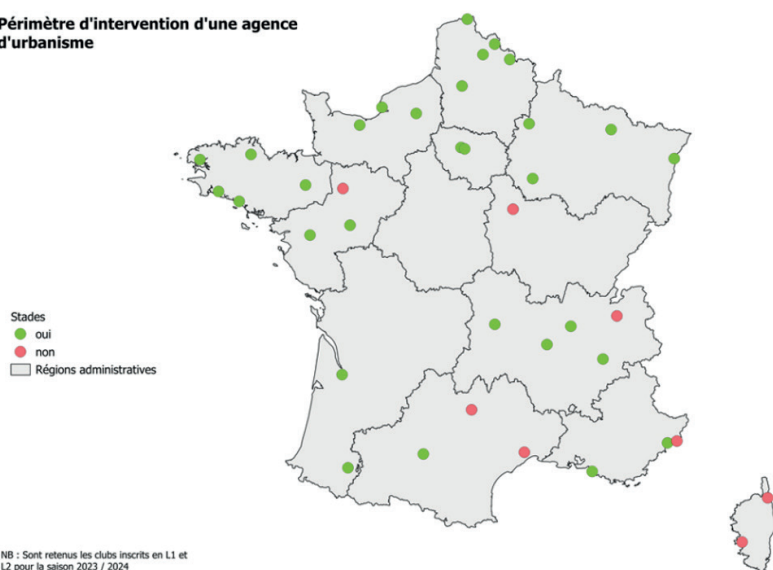 Périmètre d'intervention d'une agence
d'urbanisme
Stades
oui
non
Régions administratives
NB : Sont retenus les clubs inscrits en L1 et
L2 pour la saison 2023 / 2024